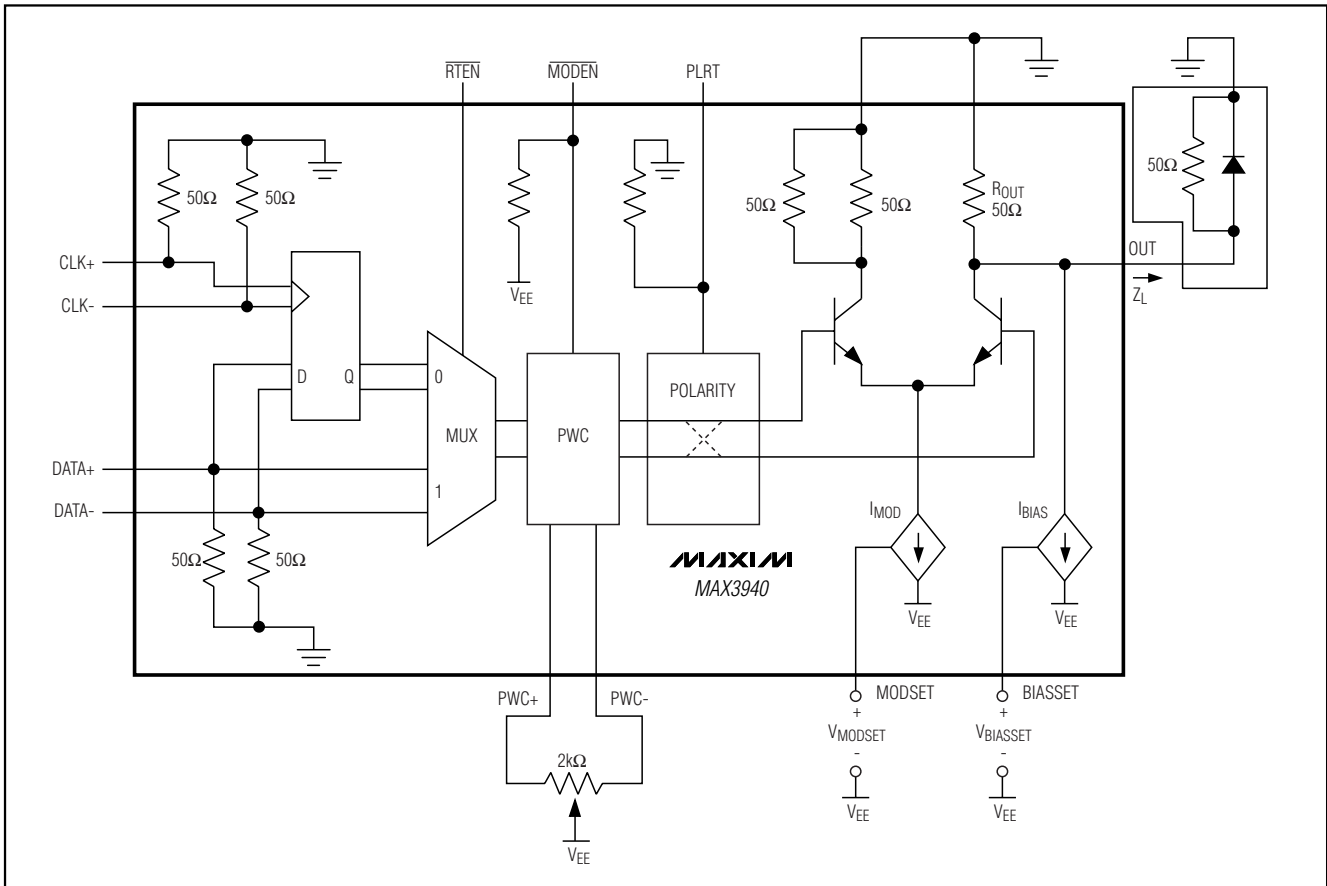 RTEN MODEN PLRT
50Ω 50Ω 50Ω 50Ω ROUT 50Ω 50Ω
CLK+
CLK-
VEE
OUT
ZL
D Q 0
MUX
1
PWC
POLARITY
DATA+
DATA-
50Ω 50Ω
IMOD IBIAS
MAXIM
MAX3940
VEE VEE
PWC+ PWC-
2kΩ
VEE
MODSET BIASSET
+ +
VMODSET VBIASSET
- -
VEE VEE